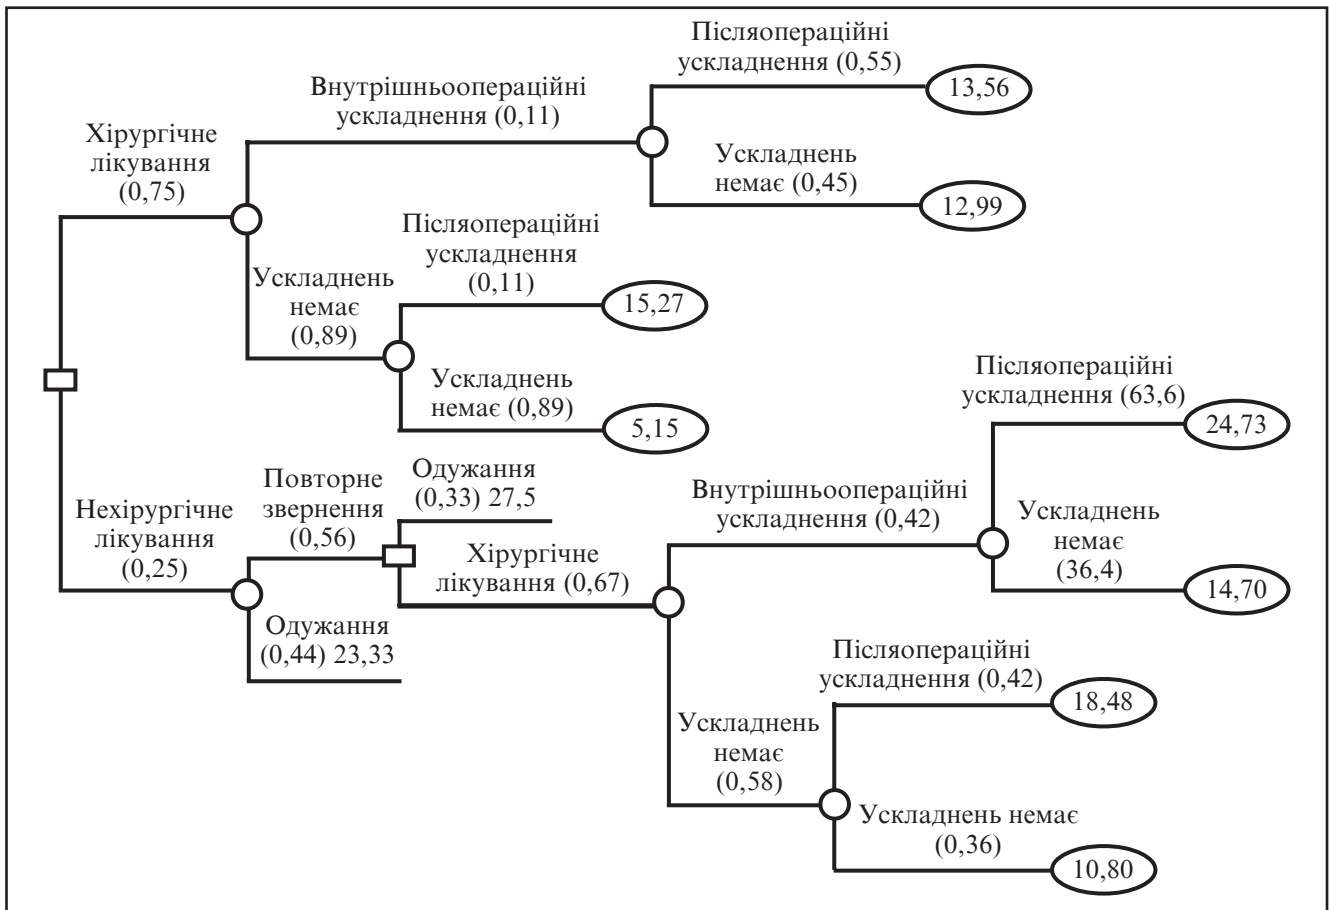 Післяопераційні
ускладнення (0,55)
13,56
Внутрішньоопераційні
ускладнення (0,11)
Хірургічне
лікування
(0,75)
Ускладнень
немає (0,45)
12,99
Післяопераційні
ускладнення
(0,11)
15,27
Ускладнень
немає
(0,89)
Ускладнень
немає (0,89)
5,15
Післяопераційні
ускладнення (63,6)
24,73
Одужання
(0,33) 27,5
Повторне
звернення
(0,56)
Внутрішньоопераційні
ускладнення (0,42)
Нехірургічне
лікування
(0,25)
Хірургічне
лікування (0,67)
Ускладнень
немає
(36,4)
14,70
Одужання
(0,44) 23,33
Післяопераційні
ускладнення (0,42)
18,48
Ускладнень
немає
(0,58)
Ускладнень немає
(0,36)
10,80